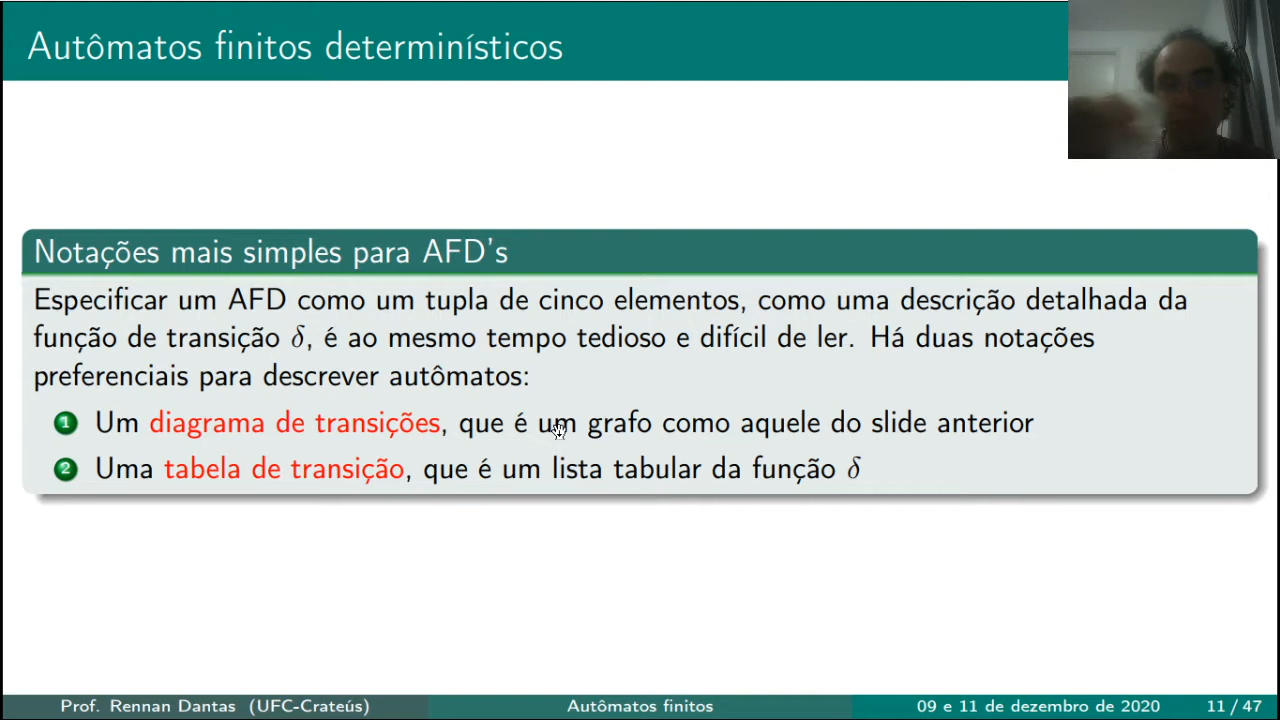 Autômatos finitos determinísticos
Notações mais simples para AFD's
Especificar um AFD como um tupla de cinco elementos, como uma descrição detalhada da
função de transição δ, é ao mesmo tempo tedioso e difícil de ler. Há duas notações
preferenciais para descrever autômatos:
1 Um diagrama de transições, que é um grafo como aquele do slide anterior
2 Uma tabela de transição, que é um lista tabular da função δ
Prof. Rennan Dantas (UFC-Crateús) Autômatos finitos 09 e 11 de dezembro de 2020 11 / 47